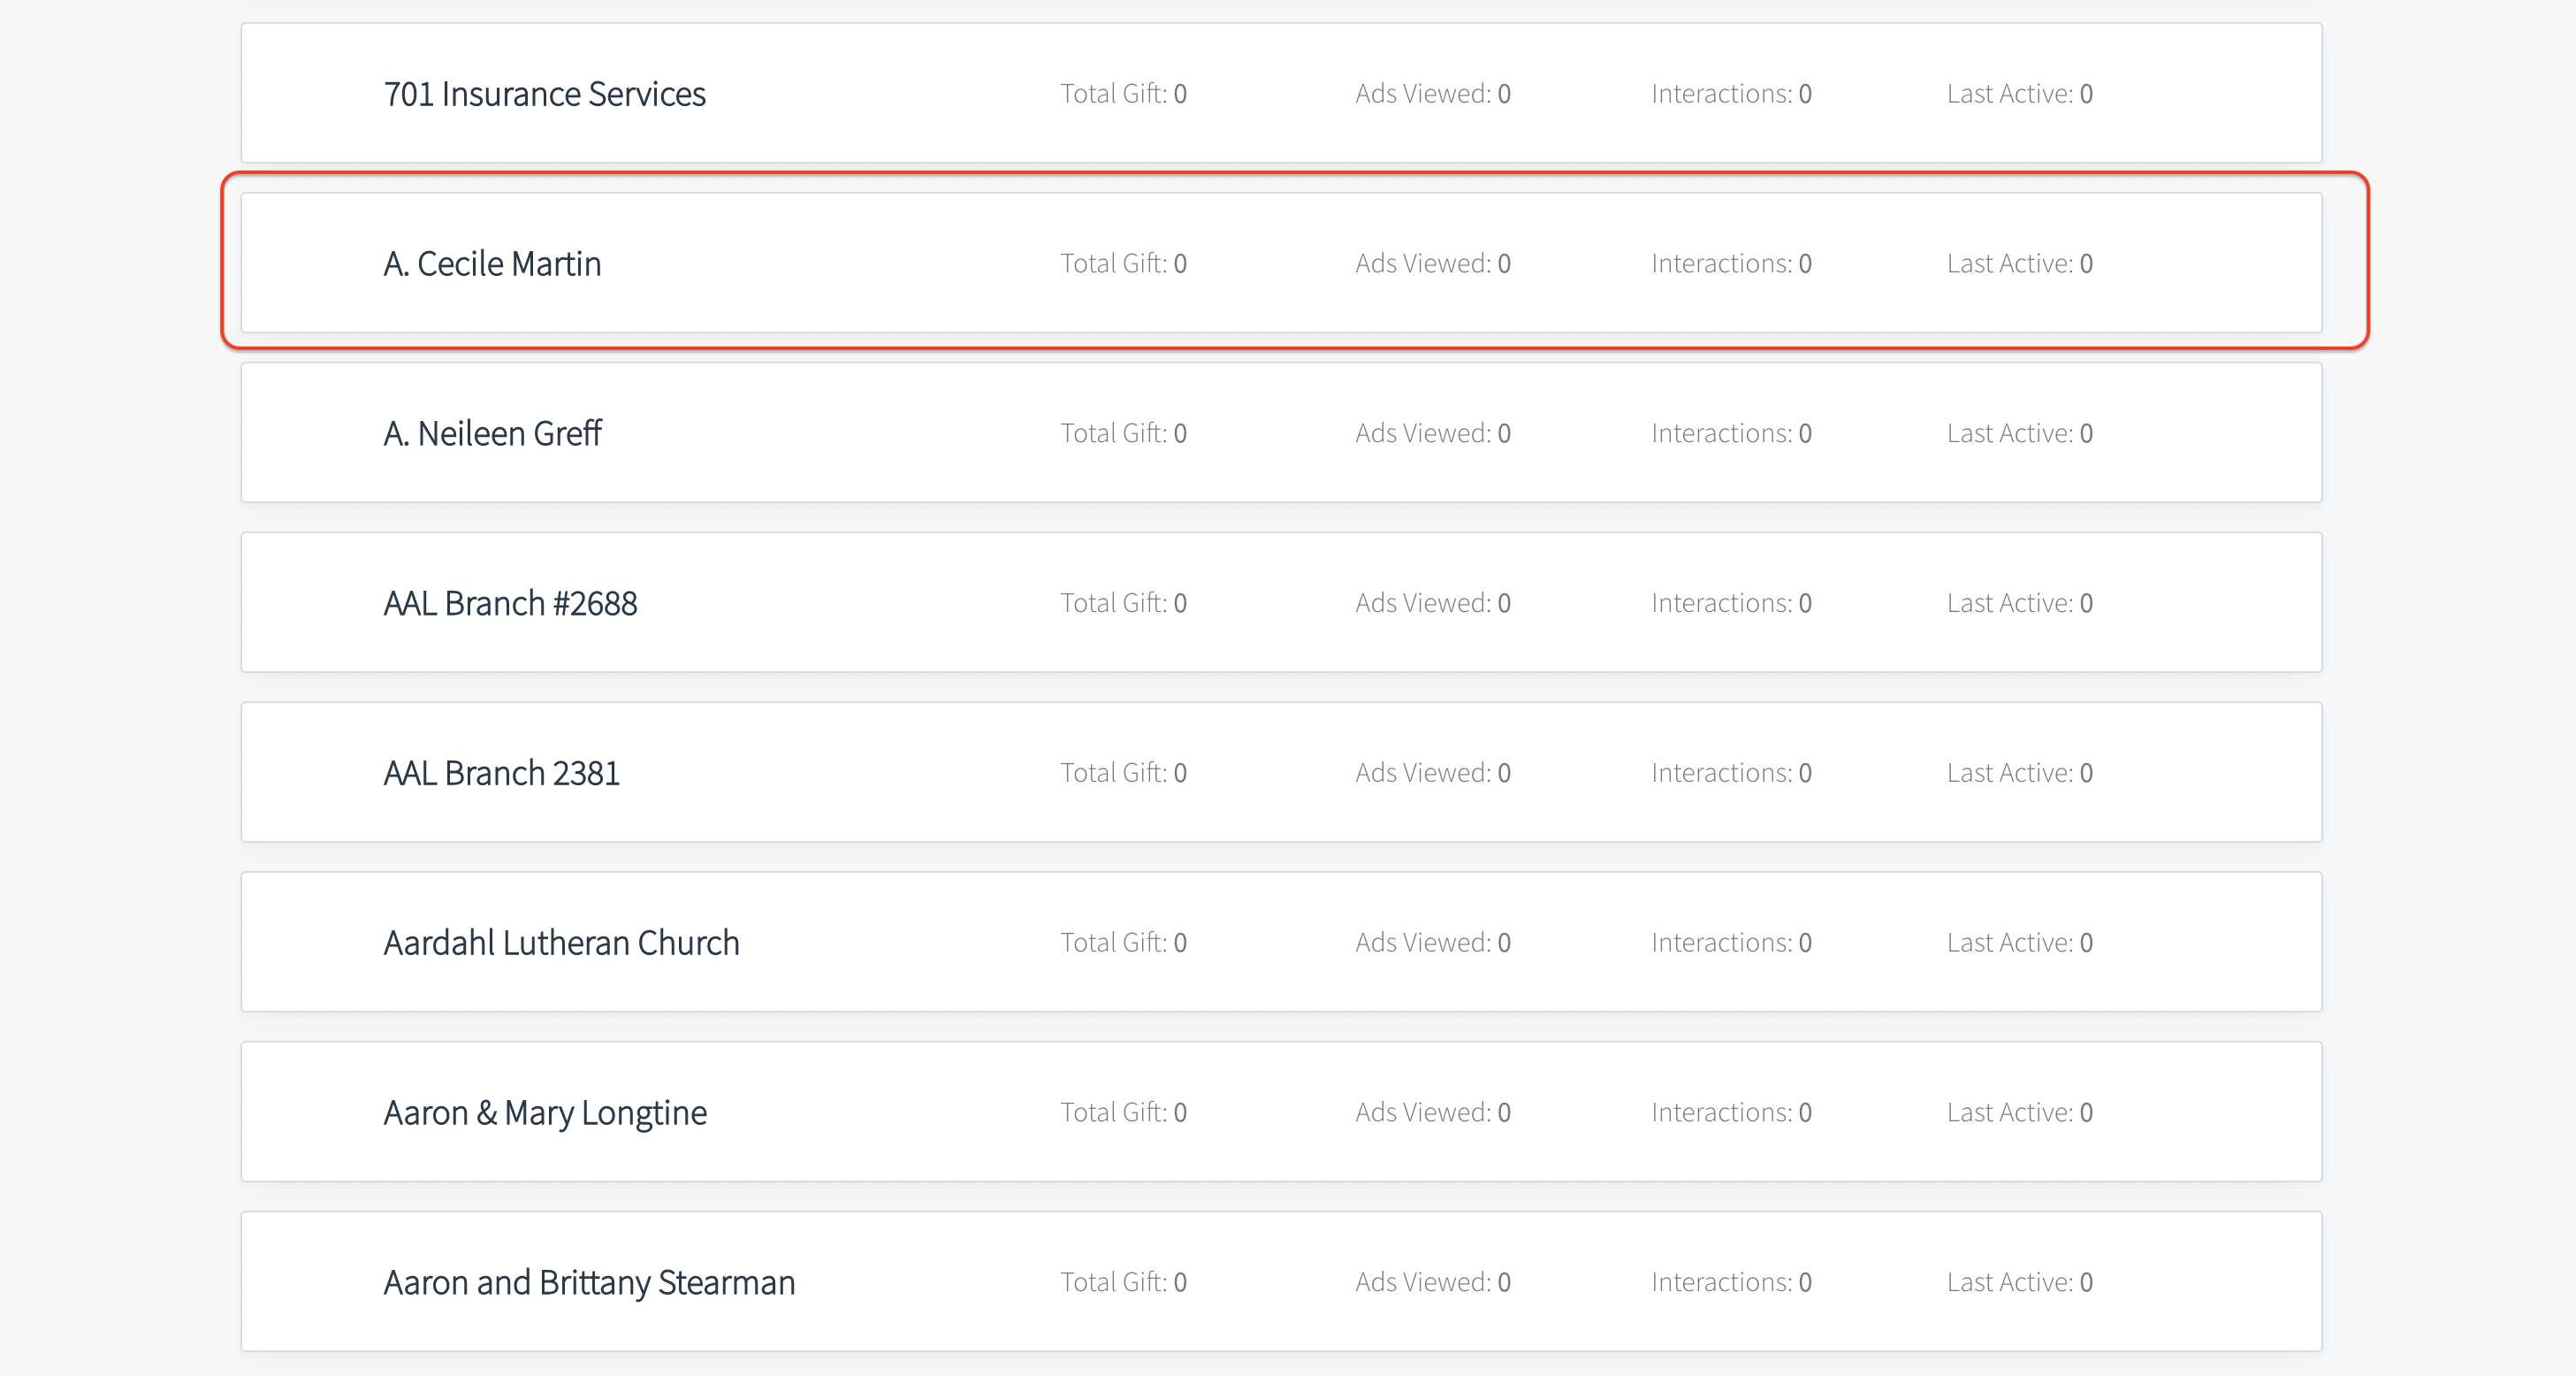 701 Insurance Services Total Gift: 0 Ads Viewed: 0 Interactions: 0 Last Active: 0
A. Cecile Martin Total Gift: 0 Ads Viewed: 0 Interactions: 0 Last Active: 0
A. Neileen Greff Total Gift: 0 Ads Viewed: 0 Interactions: 0 Last Active: 0
AAL Branch #2688 Total Gift: 0 Ads Viewed: 0 Interactions: 0 Last Active: 0
AAL Branch 2381 Total Gift: 0 Ads Viewed: 0 Interactions: 0 Last Active: 0
Aardahl Lutheran Church Total Gift: 0 Ads Viewed: 0 Interactions: 0 Last Active: 0
Aaron & Mary Longtine Total Gift: 0 Ads Viewed: 0 Interactions: 0 Last Active: 0
Aaron and Brittany Stearman Total Gift: 0 Ads Viewed: 0 Interactions: 0 Last Active: 0